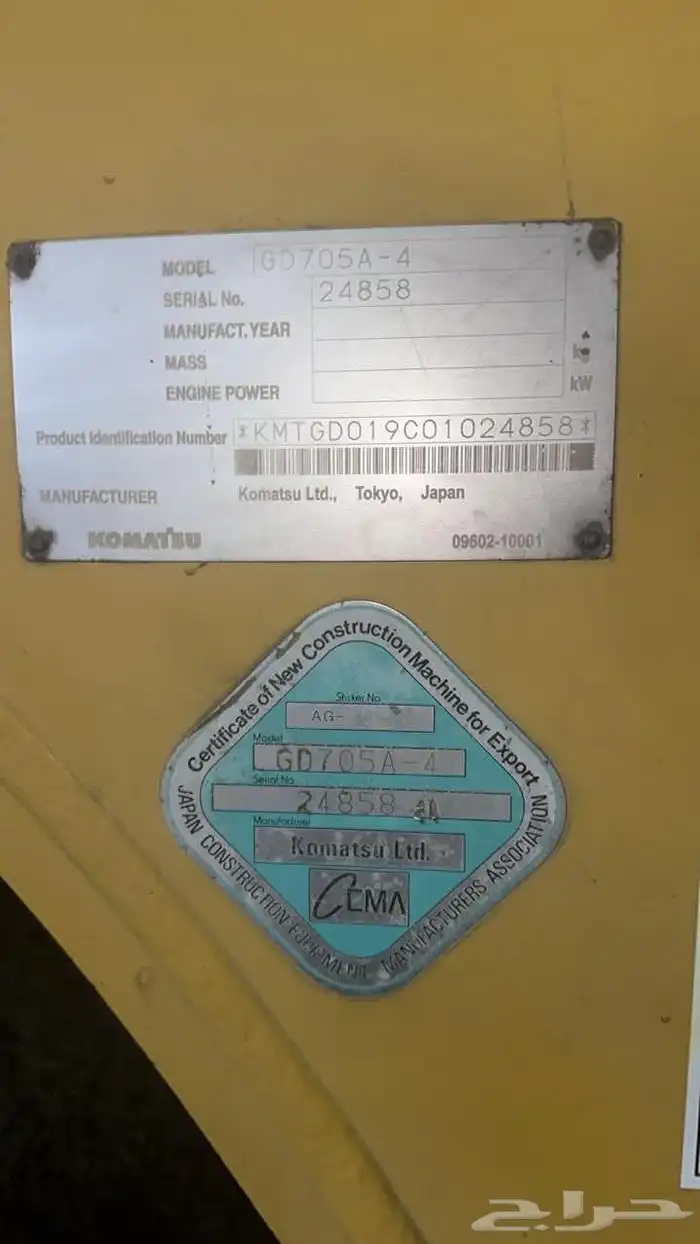 MODEL GD705A-4
SERIAL No. 24858
MANUFACT. YEAR
MASS kg
ENGINE POWER kW
Product Identification Number *KMTGD019C01024858*
MANUFACTURER Komatsu Ltd., Tokyo, Japan
KOMATSU 09602-10001
Certificate of New Construction Machine for Export
Sticker No.
AG-
Model
GD705A-4
Serial No.
24858
Manufacturer
Komatsu Ltd.
CEMA
JAPAN CONSTRUCTION EQUIPMENT MANUFACTURERS ASSOCIATION
حراج